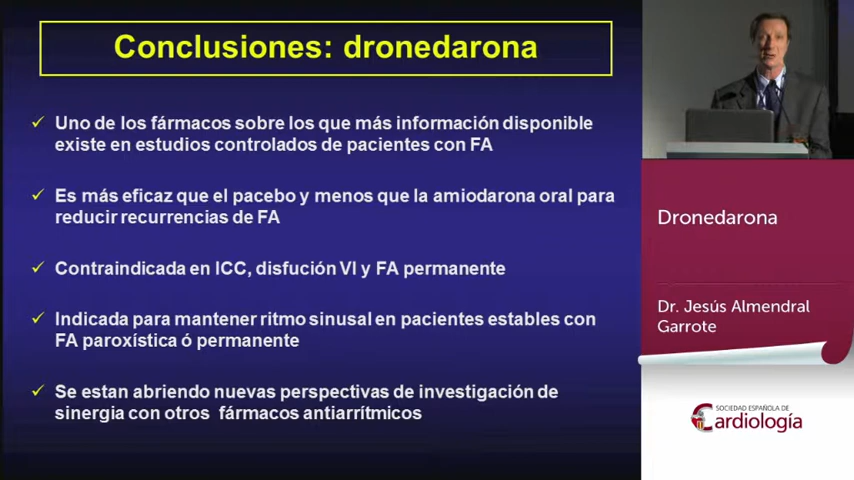 Conclusiones: dronedarona
Uno de los fármacos sobre los que más información disponible
existe en estudios controlados de pacientes con FA
Es más eficaz que el pacebo y menos que la amiodarona oral para
reducir recurrencias de FA
Contraindicada en ICC, disfución VI y FA permanente
Indicada para mantener ritmo sinusal en pacientes estables con
FA paroxística ó permanente
Se estan abriendo nuevas perspectivas de investigación de
sinergia con otros fármacos antiarrítmicos
Dronedarona
Dr. Jesús Almendral
Garrote
SOCIEDAD ESPAÑOLA DE
Cardiología